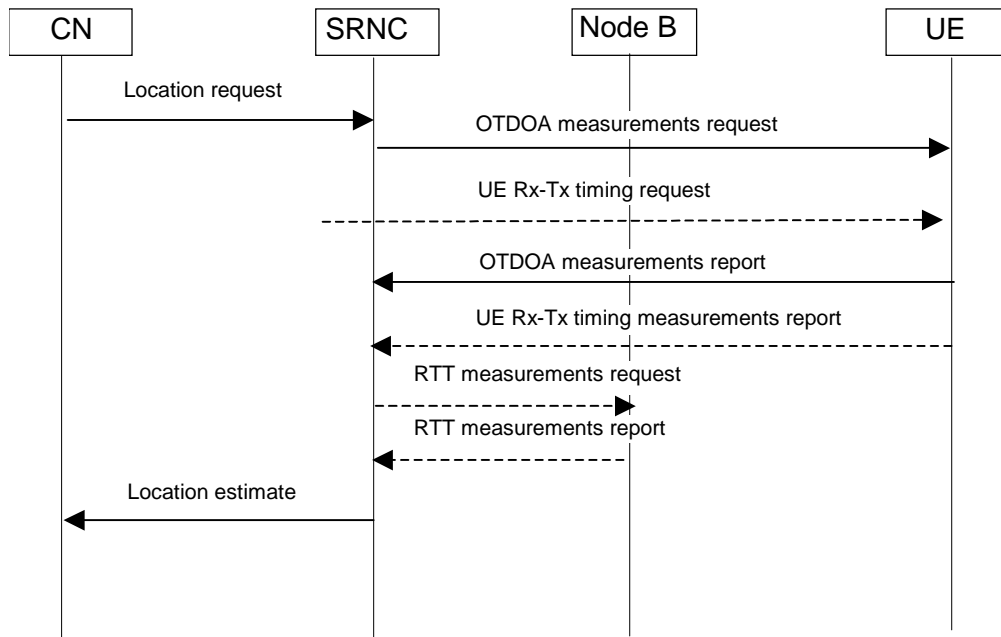 CN
SRNC
Node B
UE
Location request
OTDOA measurements request
UE Rx-Tx timing request
OTDOA measurements report
UE Rx-Tx timing measurements report
RTT measurements request
RTT measurements report
Location estimate